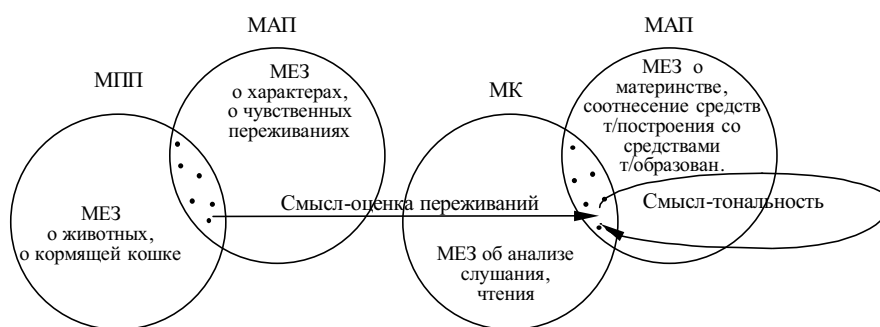 МПП
МАП
МЕЗ
о характерах,
о чувственных
переживаниях
МЕЗ
о животных,
о кормящей кошке
Смысл-оценка переживаний
МК
МАП
МЕЗ о
материнстве,
соотнесение средств
т/построения со
средствами
т/образован.
Смысл-тональность
МЕЗ об анализе
слушания,
чтения